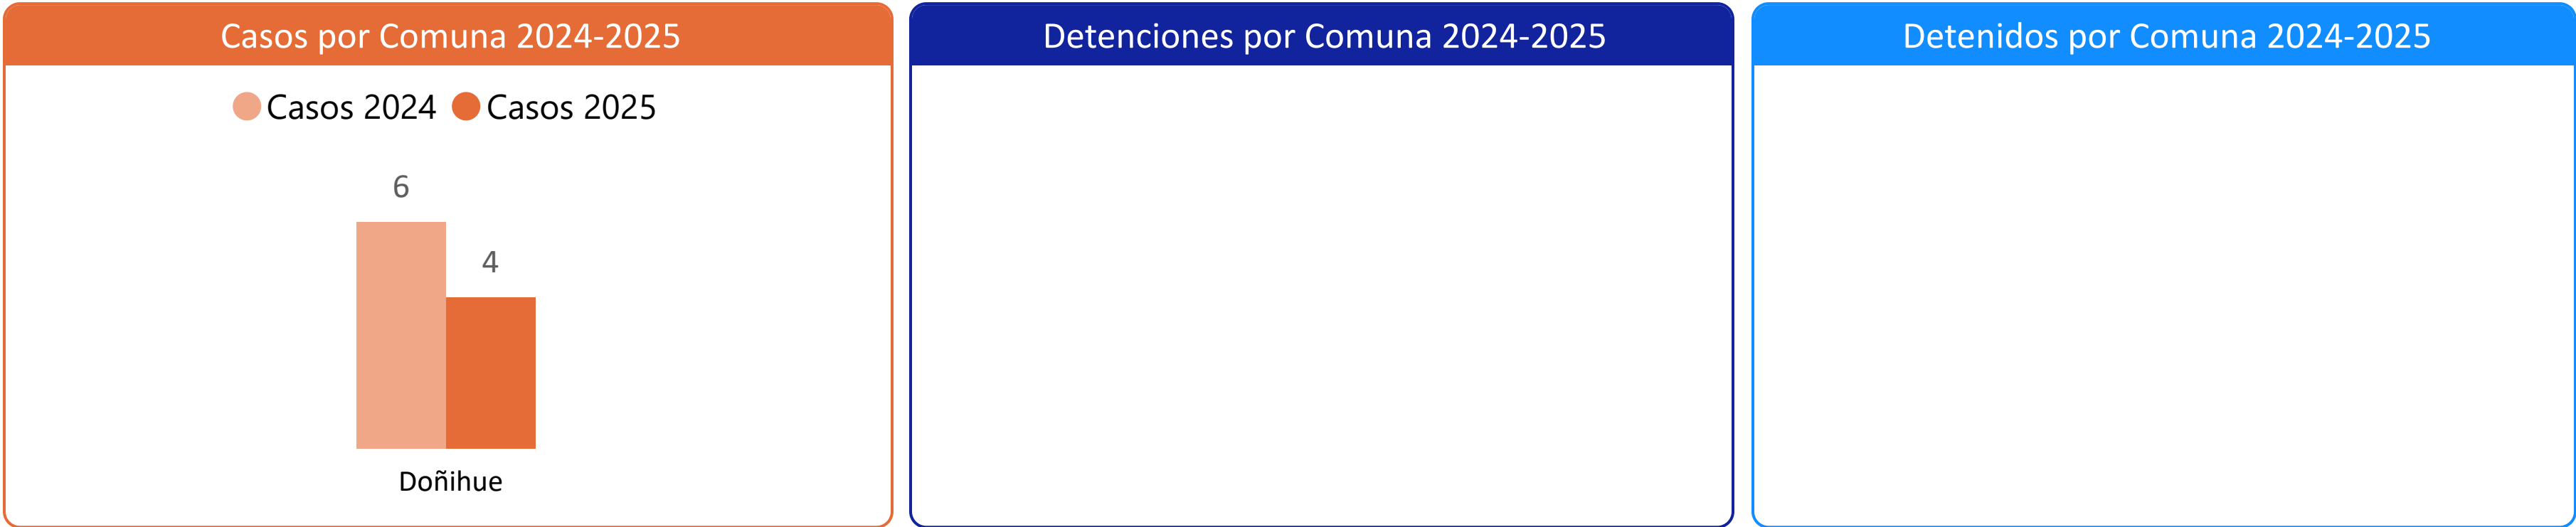 Casos por Comuna 2024-2025
Casos 2024 Casos 2025
6
4
Doñihue
Detenciones por Comuna 2024-2025
Detenidos por Comuna 2024-2025